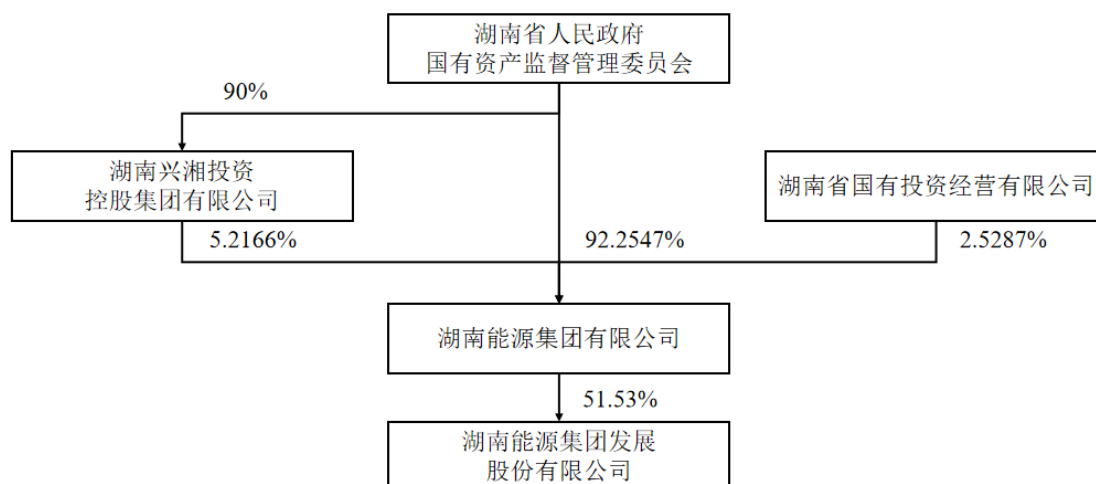 湖南省人民政府
国有资产监督管理委员会
90%
湖南兴湘投资
控股集团有限公司
湖南省国有投资经营有限公司
5.2166%
92.2547%
2.5287%
湖南能源集团有限公司
51.53%
湖南能源集团发展
股份有限公司